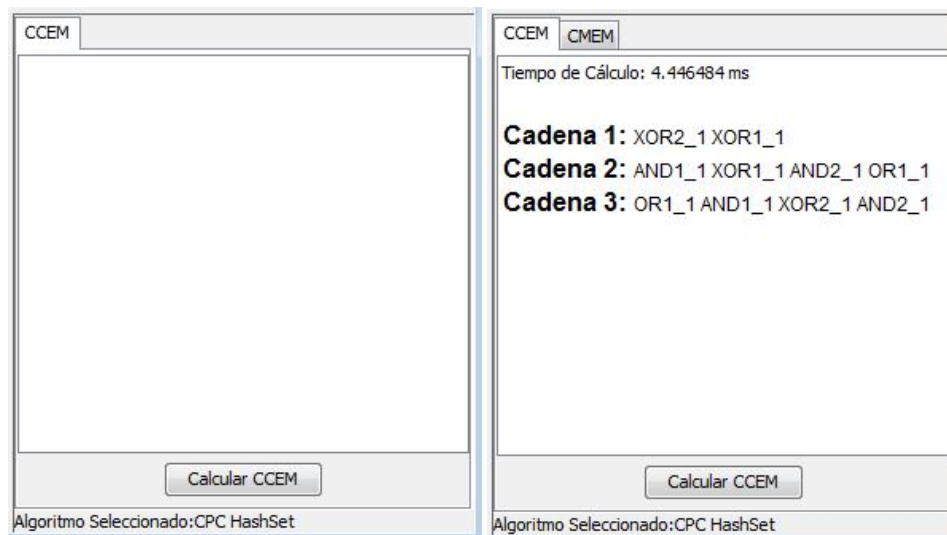 CCEM
Calcular CCEM
Algoritmo Seleccionado:CPC HashSet
CCEM CMEM
Tiempo de Cálculo: 4.446484 ms
Cadena 1: XOR2_1 XOR1_1
Cadena 2: AND1_1 XOR1_1 AND2_1 OR1_1
Cadena 3: OR1_1 AND1_1 XOR2_1 AND2_1
Calcular CCEM
Algoritmo Seleccionado:CPC HashSet